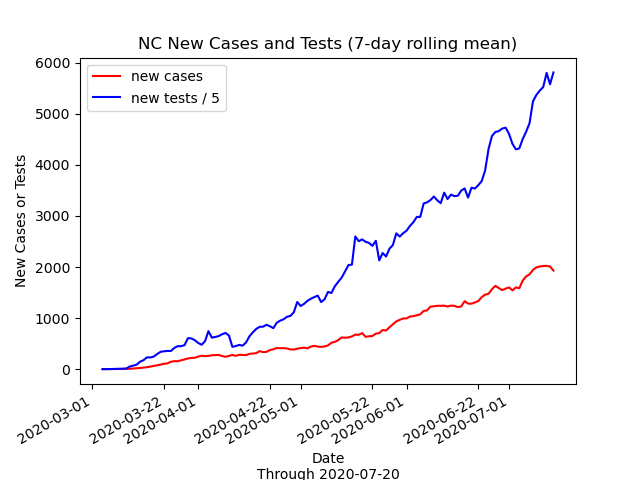 NC New Cases and Tests (7-day rolling mean)
new cases
new tests / 5
6000
5000
4000
3000
2000
1000
0
New Cases or Tests
2020-03-01
2020-03-22
2020-04-01
2020-04-22
2020-05-01
2020-05-22
2020-06-01
2020-06-22
2020-07-01
Date
Through 2020-07-20